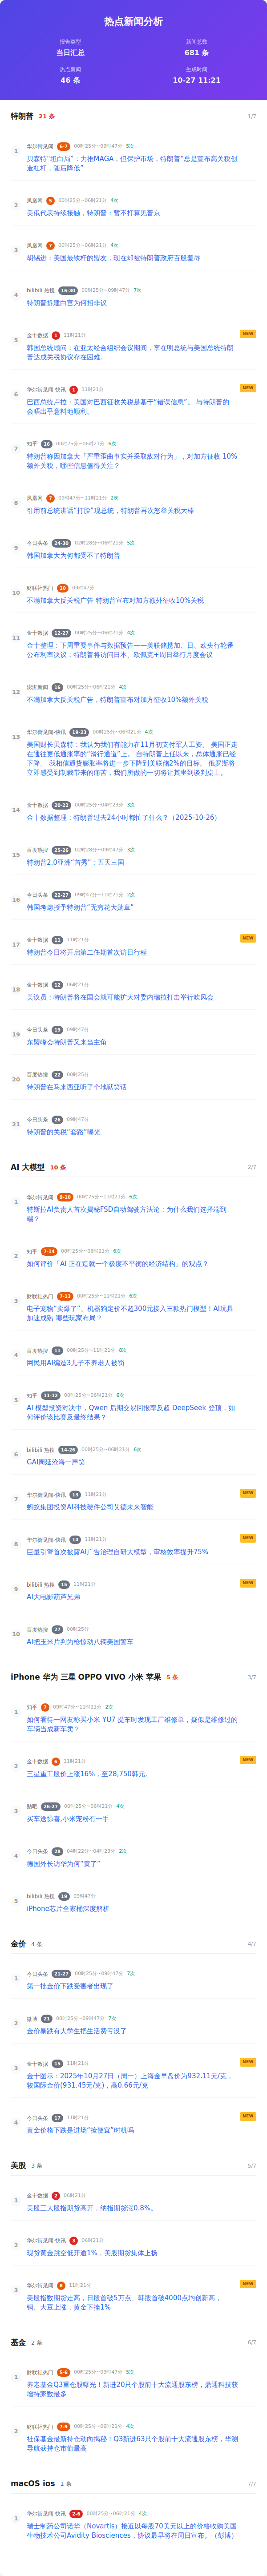 热点新闻分析
报告类型
新闻总数
当日汇总
681 条
热点新闻
生成时间
46 条
10-27 11:21
特朗普 21 条 1/7
1 华尔街见闻 6-7 00时25分~09时47分 5次
贝森特“坦白局”：力推MAGA，但保护市场，特朗普“总是宣布高关税创
造杠杆，随后降低”
2 凤凰网 5 00时25分~06时21分 4次
美俄代表持续接触，特朗普：暂不打算见普京
3 凤凰网 7 00时25分~06时21分 4次
胡锡进：美国最铁杆的盟友，现在却被特朗普政府百般羞辱
4 bilibili 热搜 16-30 00时25分~09时47分 7次
特朗普拆建白宫为何招非议
5 金十数据 1 11时21分 NEW
韩国总统顾问：在亚太经合组织会议期间，李在明总统与美国总统特朗
普达成关税协议存在困难。
6 华尔街见闻-快讯 1 11时21分 NEW
巴西总统卢拉：美国对巴西征收关税是基于“错误信息”。 与特朗普的
会晤出乎意料地顺利。
7 知乎 16 00时25分~06时21分 6次
特朗普称因加拿大「严重歪曲事实并采取敌对行为」，对加方征收 10%
额外关税，哪些信息值得关注？
8 凤凰网 7 09时47分~11时21分 2次
引用前总统讲话“打脸”现总统，特朗普再次怒举关税大棒
9 今日头条 24-30 02时28分~06时21分 5次
韩国加拿大为何都受不了特朗普
10 财联社热门 10 09时47分
不满加拿大反关税广告 特朗普宣布对加方额外征收10%关税
11 金十数据 12-27 00时25分~06时21分 4次
金十整理：下周重要事件与数据预告——美联储携加、日、欧央行轮番
公布利率决议；特朗普将访问日本、欧佩克+周日举行月度会议
12 澎湃新闻 16 00时25分~06时21分 4次
不满加拿大反关税广告，特朗普宣布对加方征收10%额外关税
13 华尔街见闻-快讯 19-23 00时25分~06时21分 4次
美国财长贝森特：我认为我们有能力在11月初支付军人工资。 美国正走
在通往更低通胀率的“滑行通道”上。 自特朗普上任以来，总体通胀已经
下降。 我相信通货膨胀率将进一步下降到美联储2%的目标。 俄罗斯将
立即感受到制裁带来的痛苦，我们所做的一切将让其坐到谈判桌上。
14 金十数据 20-22 00时25分~04时23分 3次
金十数据整理：特朗普过去24小时都忙了什么？（2025-10-26）
15 百度热搜 25-26 02时28分~09时47分 3次
特朗普2.0亚洲“首秀”：五天三国
16 今日头条 22-27 09时47分~11时21分 2次
韩国考虑授予特朗普“无穷花大勋章”
17 金十数据 11 11时21分 NEW
特朗普今日将开启第二任期首次访日行程
18 金十数据 12 06时21分
美议员：特朗普将在国会就可能扩大对委内瑞拉打击举行吹风会
19 今日头条 19 09时47分
东盟峰会特朗普又来当主角
20 百度热搜 22 00时25分
特朗普在马来西亚听了个地狱笑话
21 今日头条 26 09时47分
特朗普的关税“套路”曝光
AI 大模型 10 条 2/7
1 华尔街见闻 9-10 00时25分~11时21分 6次
特斯拉AI负责人首次揭秘FSD自动驾驶方法论：为什么我们选择端到
端？
2 知乎 7-14 00时25分~06时21分 6次
如何评价「AI 正在造就一个极度不平衡的经济结构」的观点？
3 财联社热门 7-13 00时25分~11时21分 6次
电子宠物“卖爆了”、机器狗定价不超300元接入三款热门模型！AI玩具
加速成熟 哪些玩家布局？
4 百度热搜 11 00时25分~11时21分 8次
网民用AI编造3儿子不养老人被罚
5 知乎 11-12 00时25分~06时21分 6次
AI 模型投资对决中，Qwen 后期交易回报率反超 DeepSeek 登顶，如
何评价该比赛及最终结果？
6 bilibili 热搜 14-26 00时25分~06时21分 6次
GAI周延沧海一声笑
7 华尔街见闻-快讯 13 11时21分 NEW
蚂蚁集团投资AI科技硬件公司艾德未来智能
8 华尔街见闻-快讯 14 11时21分 NEW
巨量引擎首次披露AI广告治理自研大模型，审核效率提升75%
9 bilibili 热搜 15 11时21分 NEW
AI大电影葫芦兄弟
10 百度热搜 27 00时25分
AI把玉米片判为枪惊动八辆美国警车
iPhone 华为 三星 OPPO VIVO 小米 苹果 5 条 3/7
1 知乎 7 09时47分~11时21分 2次
如何看待一网友称买小米 YU7 提车时发现工厂维修单，疑似是维修过的
车辆当成新车卖？
2 金十数据 6 11时21分 NEW
三星重工股价上涨16%，至28,750韩元。
3 贴吧 26-27 00时25分~06时21分 4次
买车送惊喜,小米宠粉有一手
4 今日头条 28 04时22分~04时23分 2次
德国外长访华为何“黄了”
5 bilibili 热搜 19 09时47分
iPhone芯片全家桶深度解析
金价 4 条 4/7
1 今日头条 21-27 00时25分~09时47分 7次
第一批金价下跌受害者出现了
2 微博 21 00时25分~09时47分 7次
金价暴跌有大学生把生活费亏没了
3 金十数据 15 11时21分 NEW
金十图示：2025年10月27日（周一）上海金早盘价为932.11元/克，
较国际金价(931.45元/克)，高0.66元/克
4 今日头条 17 11时21分 NEW
黄金价格下跌是进场“捡便宜”时机吗
美股 3 条 5/7
1 金十数据 2 06时21分
美股三大股指期货高开，纳指期货涨0.8%。
2 华尔街见闻-快讯 3 06时21分
现货黄金跳空低开逾1%，美股期货集体上扬
3 华尔街见闻 8 11时21分 NEW
美股指数期货走高，日股首破5万点、韩股首破4000点均创新高，
铜、大豆上涨，黄金下挫1%
基金 2 条 6/7
1 财联社热门 5-6 00时25分~09时47分 5次
养老基金Q3重仓股曝光！新进20只个股前十大流通股东榜，鼎通科技获
增持家数最多
2 财联社热门 7-9 00时25分~06时21分 4次
社保基金最新持仓动向揭秘！Q3新进63只个股前十大流通股东榜，华测
导航获持仓市值最高
macOS ios 1 条 7/7
1 华尔街见闻-快讯 2-6 00时25分~06时21分 4次
瑞士制药公司诺华（Novartis）接近以每股70美元以上的价格收购美国
生物技术公司Avidity Biosciences，协议最早将在周日宣布。（彭博）